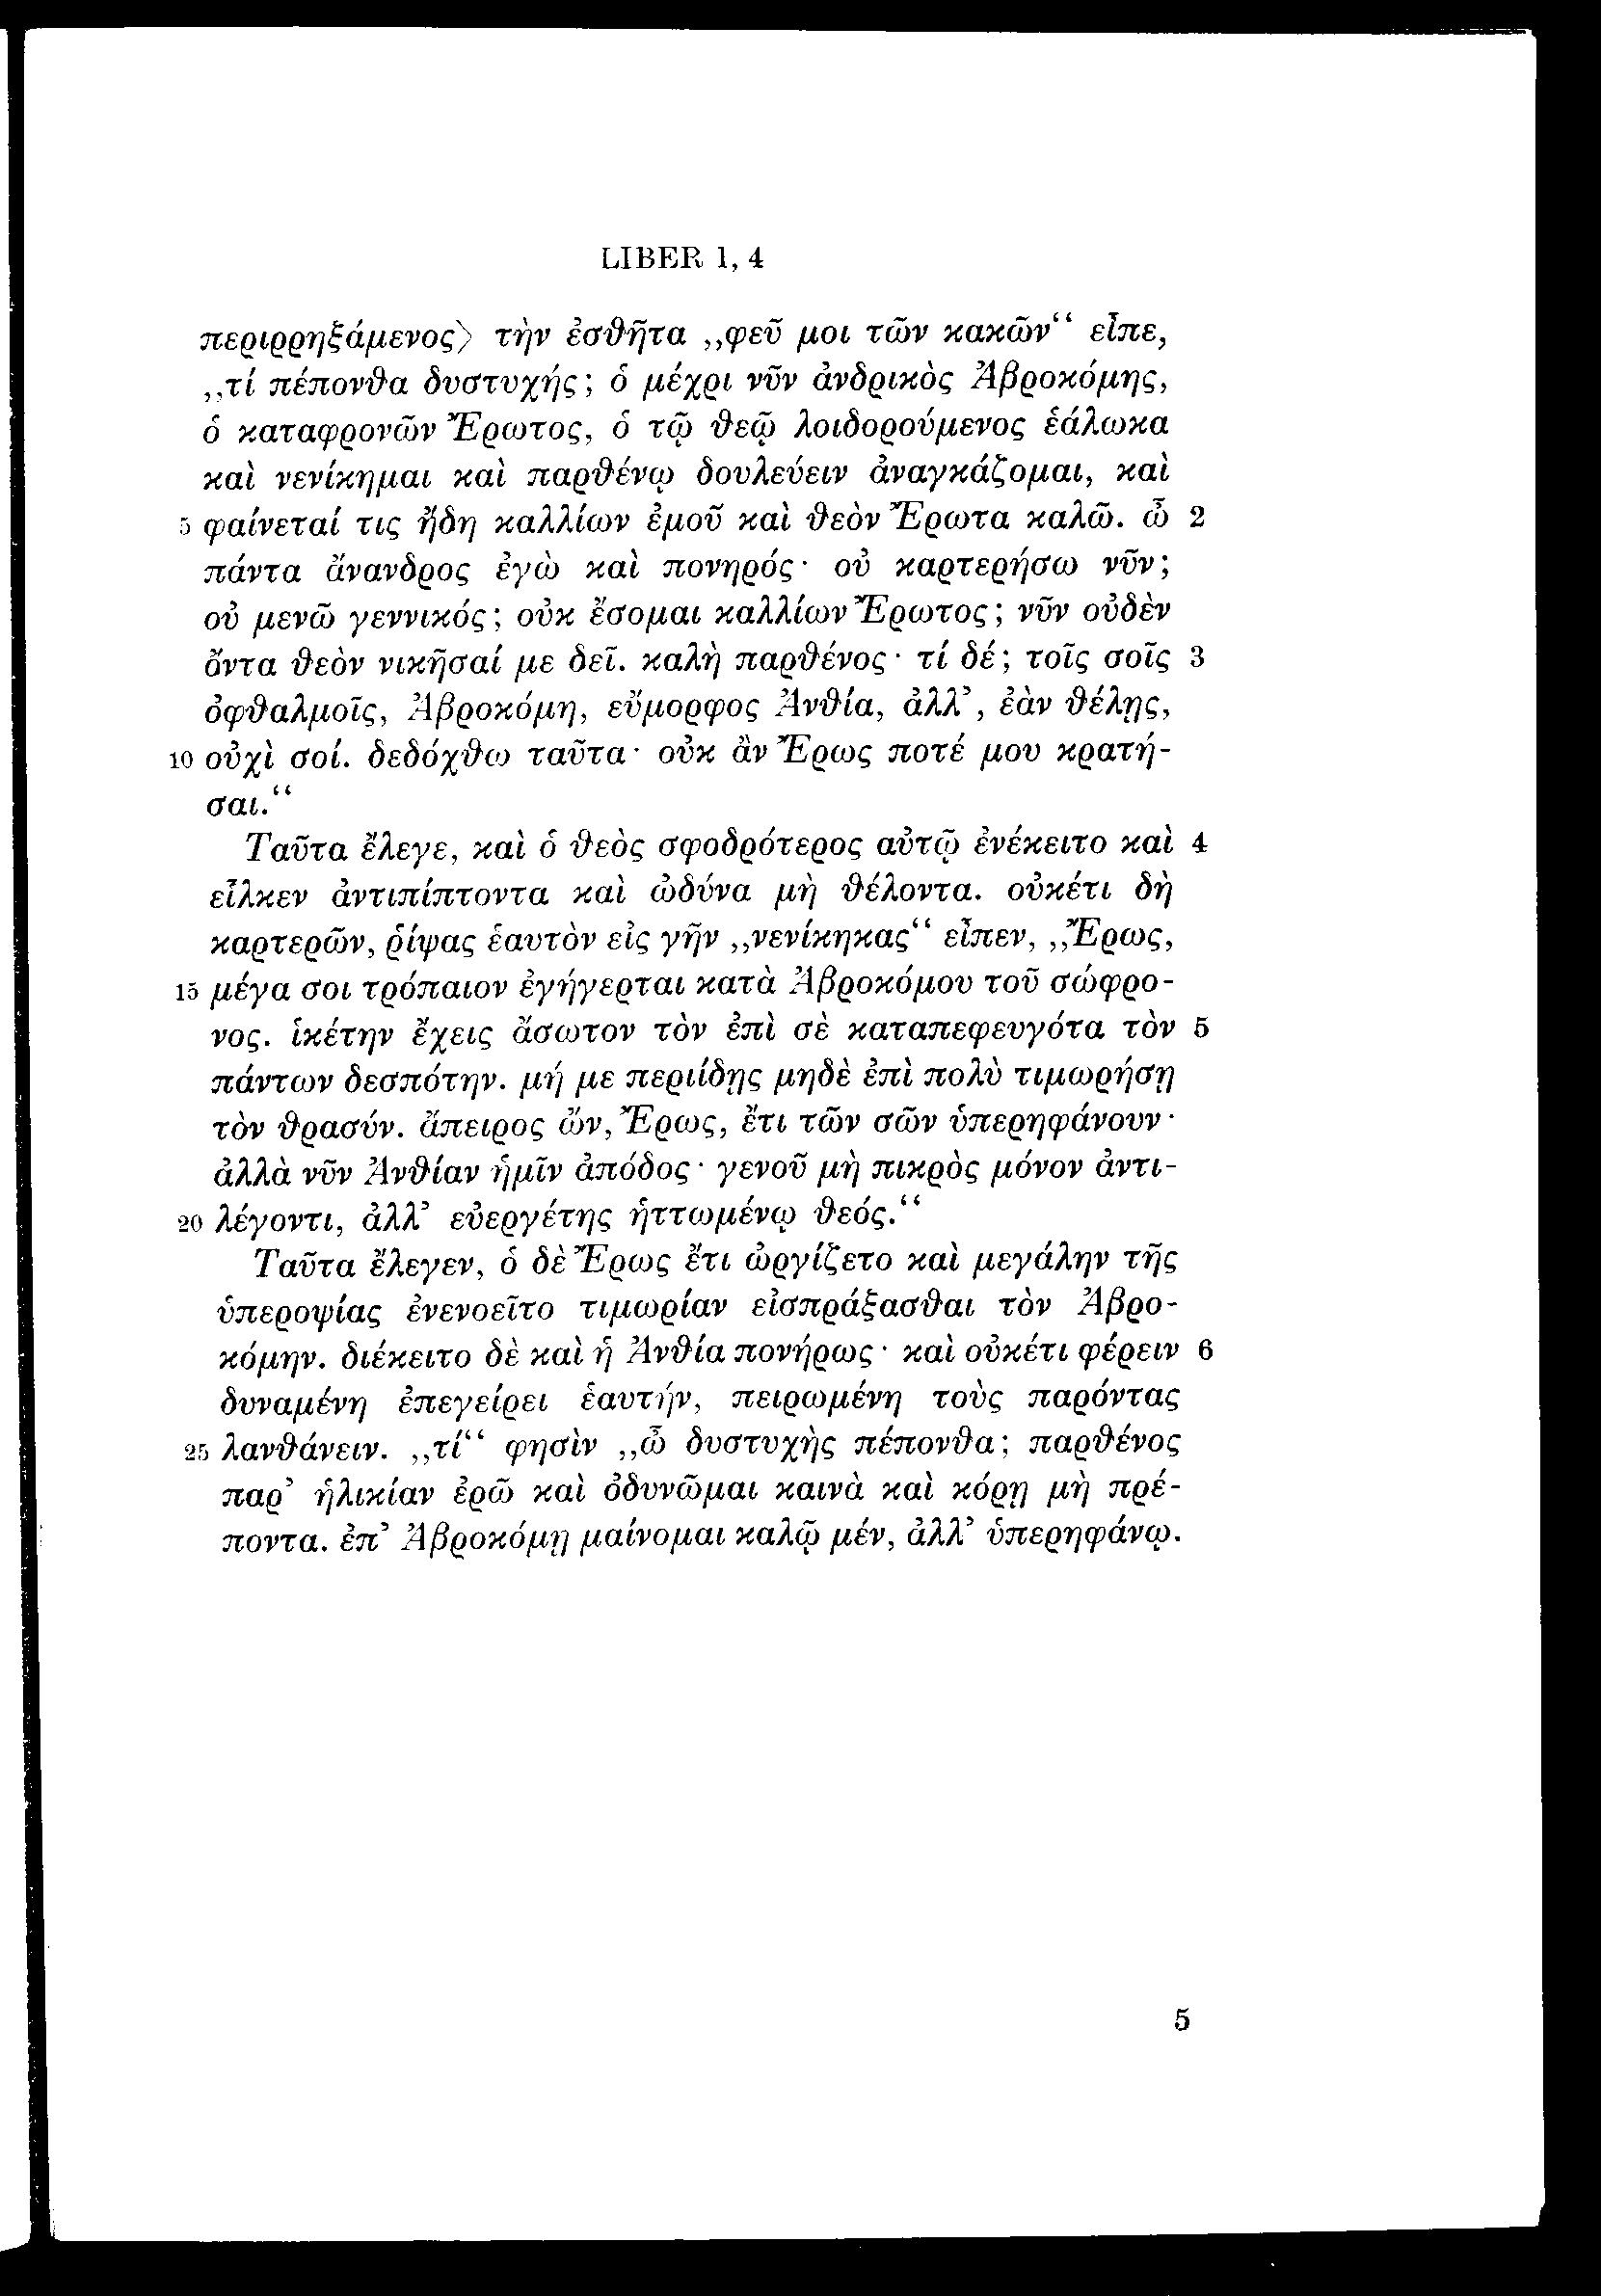 LIBER 1, 4
περιρρηξάμενος⟩ τὴν ἐσθῆτα „φεῦ μοι τῶν κακῶν“ εἶπε,
„τί πέπονθα δυστυχής; ὁ μέχρι νῦν ἀνδρικὸς Ἁβροκόμης,
ὁ καταφρονῶν Ἔρωτος, ὁ τῷ θεῷ λοιδορούμενος ἑάλωκα
καὶ νενίκημαι καὶ παρθένῳ δουλεύειν ἀναγκάζομαι, καὶ
5 φαίνεταί τις ἤδη καλλίων ἐμοῦ καὶ θεὸν Ἔρωτα καλῶ. ὢ 2
πάντα ἄνανδρος ἐγὼ καὶ πονηρός· οὐ καρτερήσω νῦν;
οὐ μενῶ γεννικός; οὐκ ἔσομαι καλλίων Ἔρωτος; νῦν οὐδὲν
ὄντα θεὸν νικῆσαί με δεῖ. καλὴ παρθένος· τί δέ; τοῖς σοῖς 3
ὀφθαλμοῖς, Ἁβροκόμη, εὔμορφος Ἀνθία, ἀλλ’, ἐὰν θέλῃς,
10 οὐχὶ σοί. δεδόχθω ταῦτα· οὐκ ἂν Ἔρως ποτέ μου κρατή-
σαι.“
Ταῦτα ἔλεγε, καὶ ὁ θεὸς σφοδρότερος αὐτῷ ἐνέκειτο καὶ 4
εἷλκεν ἀντιπίπτοντα καὶ ὠδύνα μὴ θέλοντα. οὐκέτι δὴ
καρτερῶν, ῥίψας ἑαυτὸν εἰς γῆν „νενίκηκας“ εἶπεν, „Ἔρως,
15 μέγα σοι τρόπαιον ἐγήγερται κατὰ Ἁβροκόμου τοῦ σώφρο-
νος. ἱκέτην ἔχεις ἄσωτον τὸν ἐπὶ σὲ καταπεφευγότα τὸν 5
πάντων δεσπότην. μή με περιίδῃς μηδὲ ἐπὶ πολὺ τιμωρήσῃ
τὸν θρασύν. ἄπειρος ὤν, Ἔρως, ἔτι τῶν σῶν ὑπερηφάνουν·
ἀλλὰ νῦν Ἀνθίαν ἡμῖν ἀπόδος· γενοῦ μὴ πικρὸς μόνον ἀντι-
20 λέγοντι, ἀλλ’ εὐεργέτης ἡττωμένῳ θεός.“
Ταῦτα ἔλεγεν, ὁ δὲ Ἔρως ἔτι ὠργίζετο καὶ μεγάλην τῆς
ὑπεροψίας ἐνενοεῖτο τιμωρίαν εἰσπράξασθαι τὸν Ἁβρο-
κόμην. διέκειτο δὲ καὶ ἡ Ἀνθία πονήρως· καὶ οὐκέτι φέρειν 6
δυναμένη ἐπεγείρει ἑαυτήν, πειρωμένη τοὺς παρόντας
25 λανθάνειν. „τί“ φησὶν „ὢ δυστυχὴς πέπονθα; παρθένος
παρ’ ἡλικίαν ἐρῶ καὶ ὀδυνῶμαι καινὰ καὶ κόρῃ μὴ πρέ-
ποντα. ἐπ’ Ἁβροκόμῃ μαίνομαι καλῷ μέν, ἀλλ’ ὑπερηφάνῳ.
5